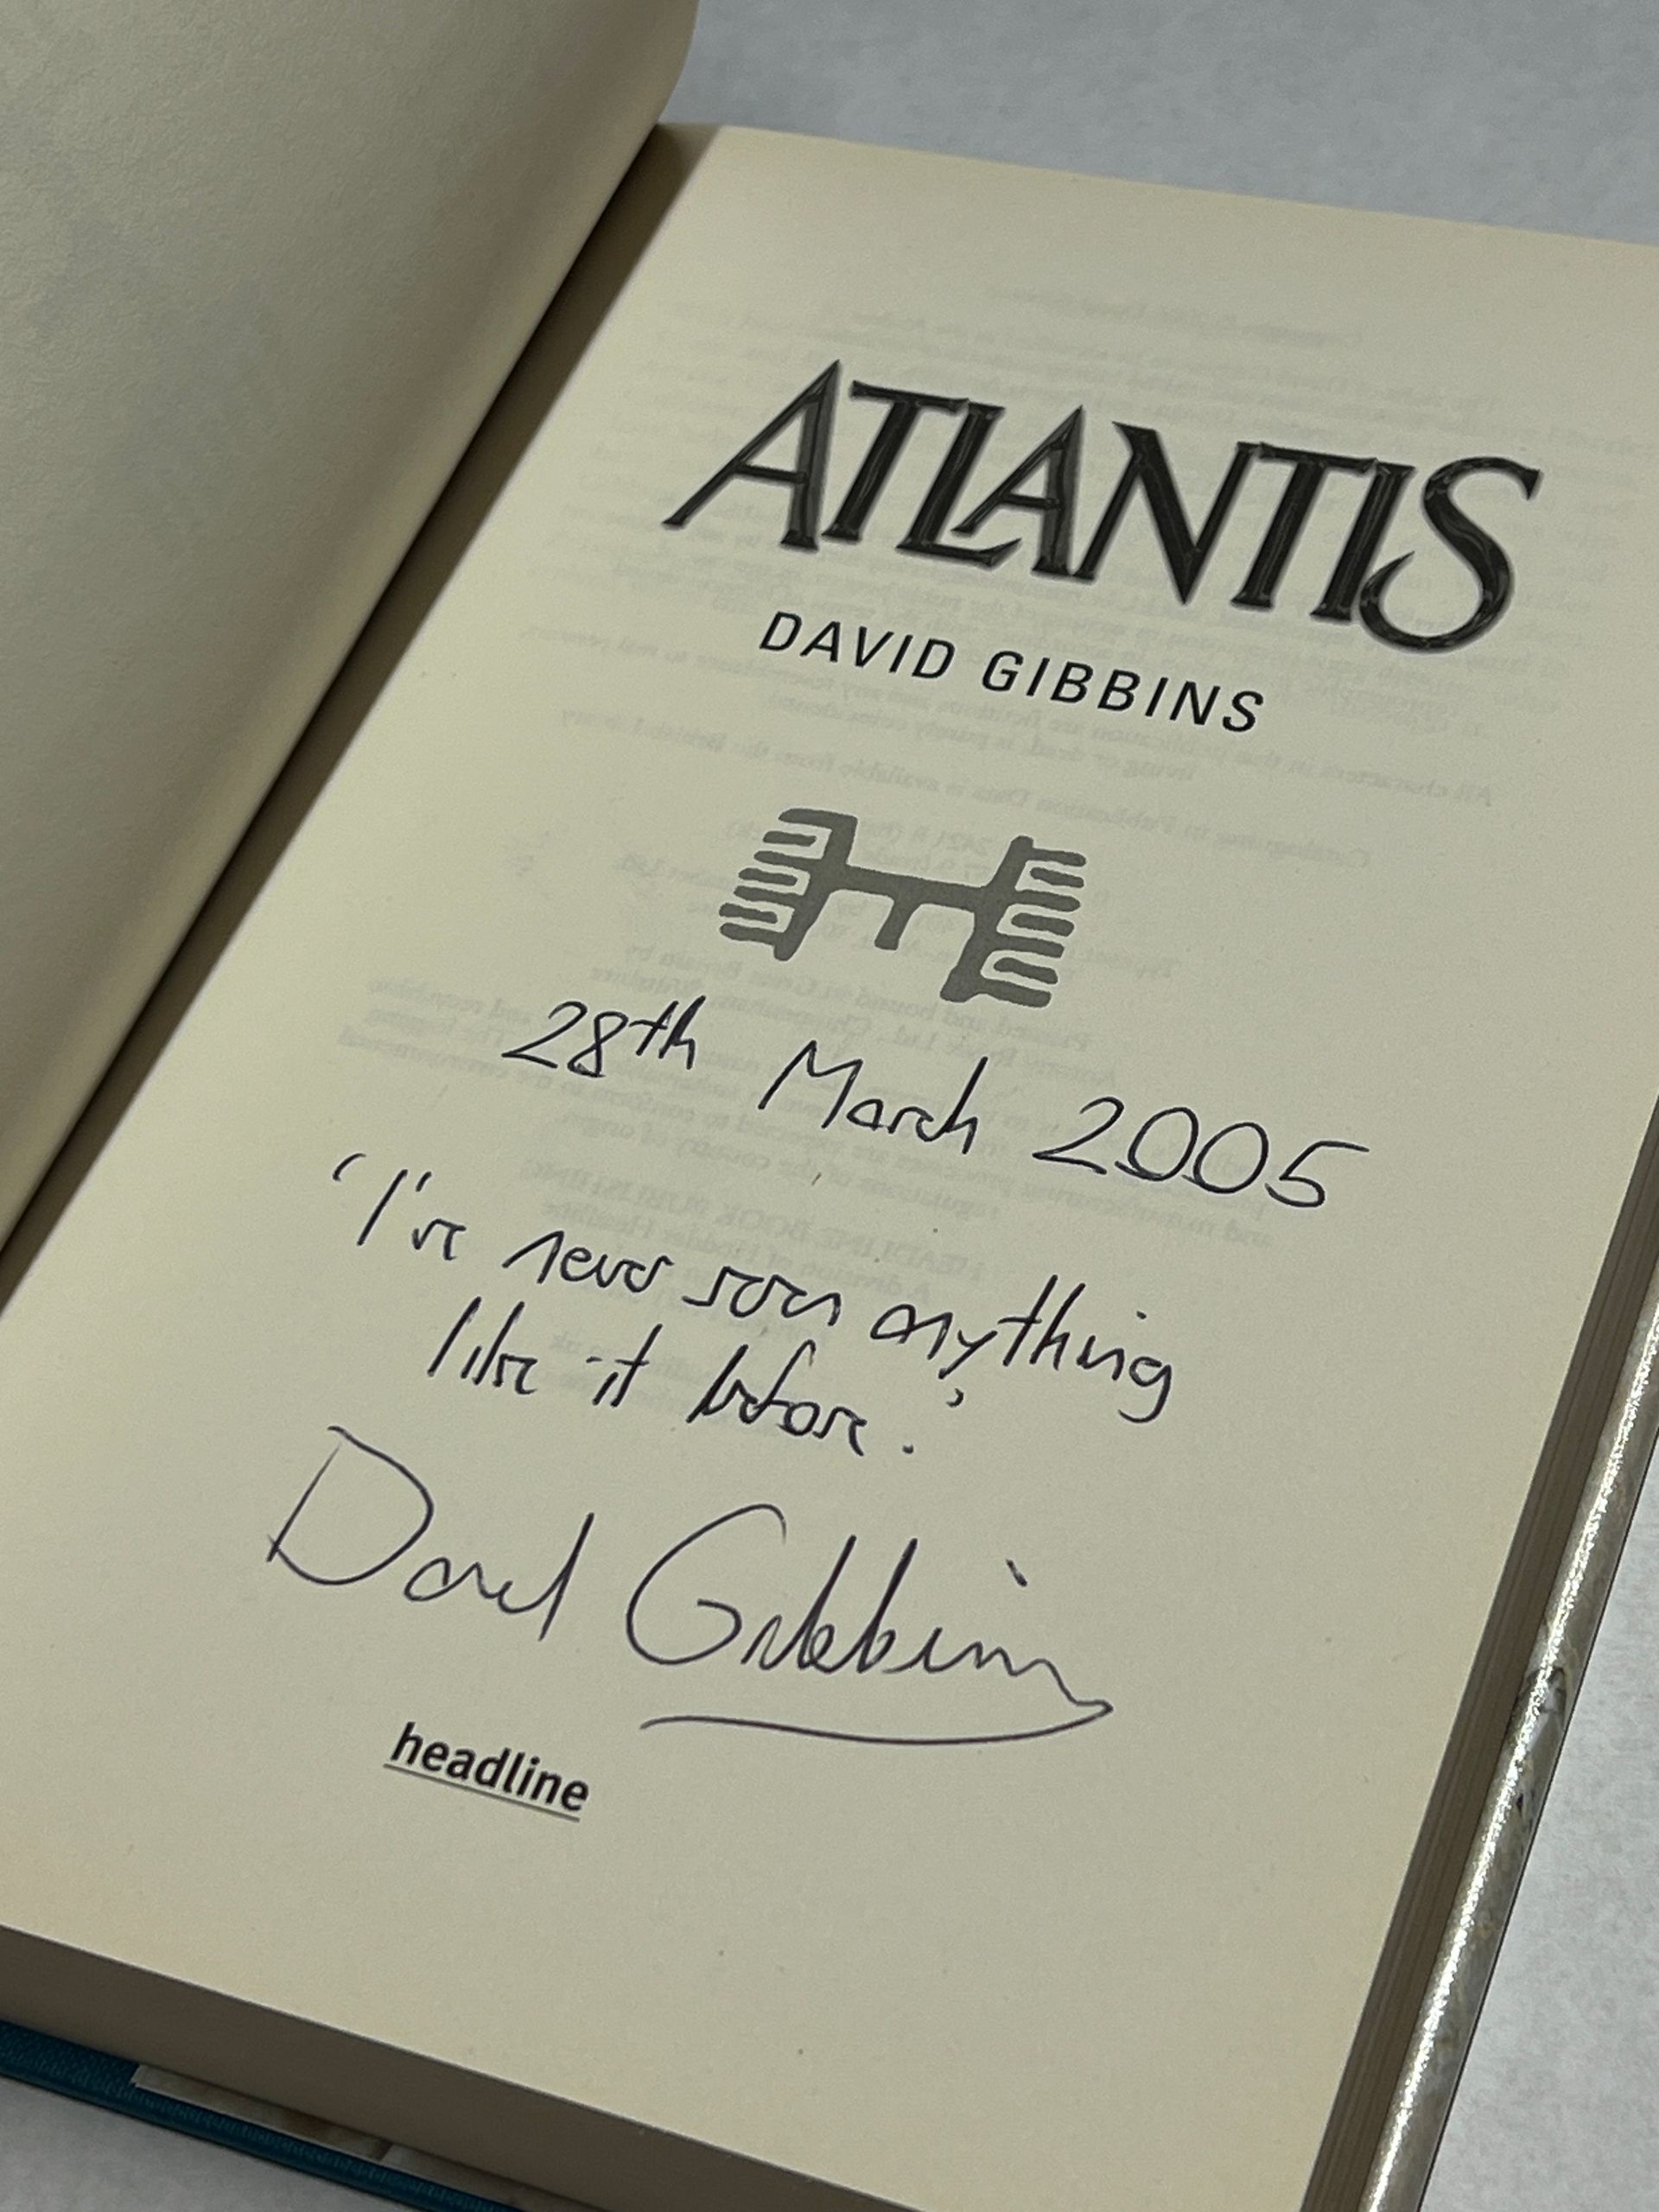 ATLANTIS
DAVID GIBBINS
28th March 2005
'I've never seen anything
like it before.'
David Gibbins
headline